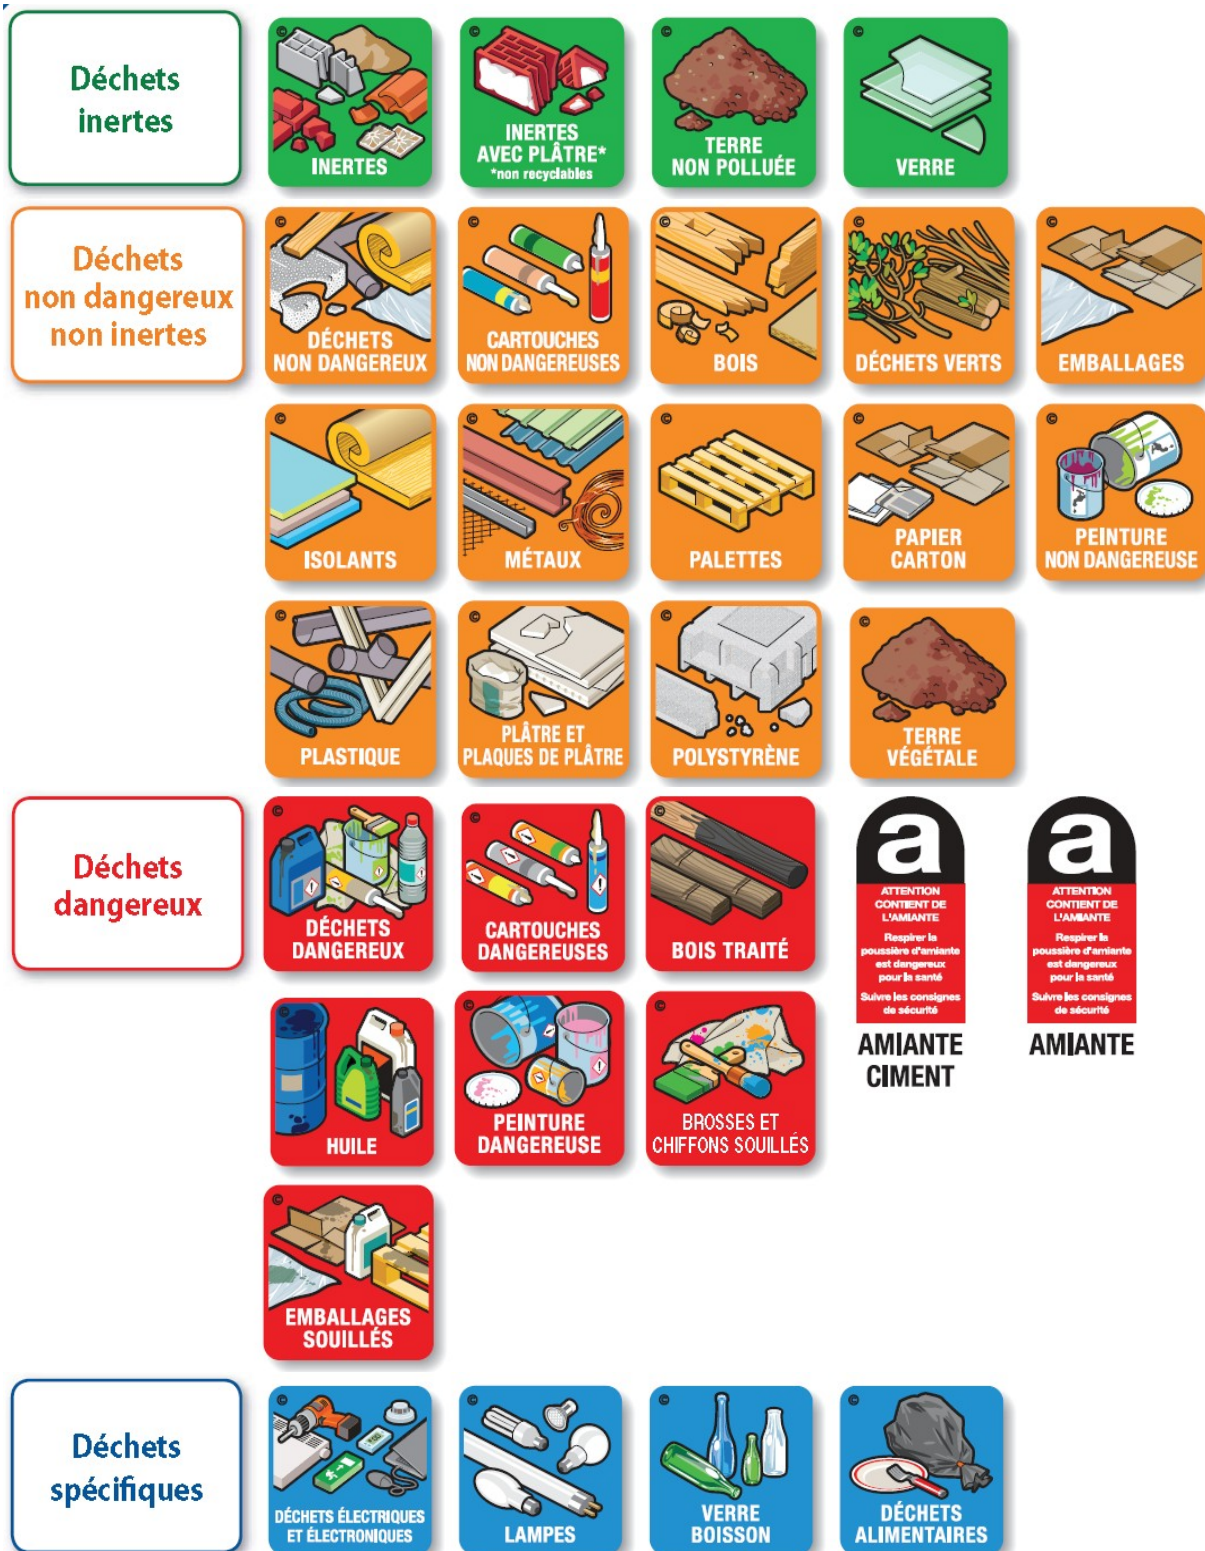 Déchets
inertes
©
INERTES
©
INERTES
AVEC PLÂTRE*
*non recyclables
©
TERRE
NON POLLUÉE
©
VERRE
Déchets
non dangereux
non inertes
©
DÉCHETS
NON DANGEREUX
©
CARTOUCHES
NON DANGEREUSES
©
BOIS
©
DÉCHETS VERTS
©
EMBALLAGES
©
ISOLANTS
©
MÉTAUX
©
PALETTES
©
PAPIER
CARTON
©
PEINTURE
NON DANGEREUSE
©
PLASTIQUE
©
PLÂTRE ET
PLAQUES DE PLÂTRE
©
POLYSTYRÈNE
©
TERRE
VÉGÉTALE
Déchets
dangereux
©
DÉCHETS
DANGEREUX
©
CARTOUCHES
DANGEREUSES
©
BOIS TRAITÉ
a
ATTENTION
CONTIENT DE
L'AMIANTE
Respirer la
poussière d'amiante
est dangereux
pour la santé
Suivre les consignes
de sécurité
AMIANTE
CIMENT
a
ATTENTION
CONTIENT DE
L'AMIANTE
Respirer la
poussière d'amiante
est dangereux
pour la santé
Suivre les consignes
de sécurité
AMIANTE
©
HUILE
©
PEINTURE
DANGEREUSE
©
BROSSES ET
CHIFFONS SOUILLÉS
©
EMBALLAGES
SOUILLÉS
Déchets
spécifiques
©
DÉCHETS ÉLECTRIQUES
ET ÉLECTRONIQUES
©
LAMPES
©
VERRE
BOISSON
©
DÉCHETS
ALIMENTAIRES